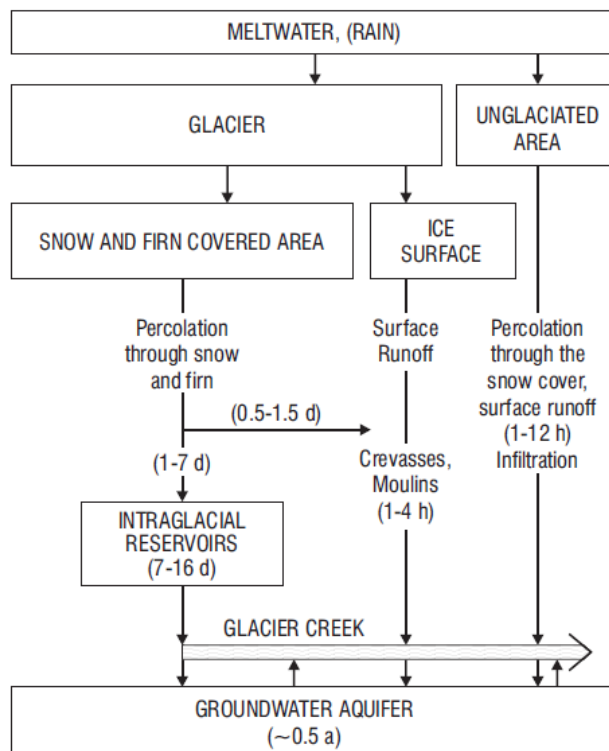 MELTWATER, (RAIN)
GLACIER
UNGLACIATED
AREA
SNOW AND FIRN COVERED AREA
ICE
SURFACE
Percolation
through snow
and firn
Surface
Runoff
Percolation
through the
snow cover,
surface runoff
(1-12 h)
Infiltration
(0.5-1.5 d)
(1-7 d)
Crevasses,
Moulins
(1-4 h)
INTRAGLACIAL
RESERVOIRS
(7-16 d)
GLACIER CREEK
GROUNDWATER AQUIFER
(~0.5 a)